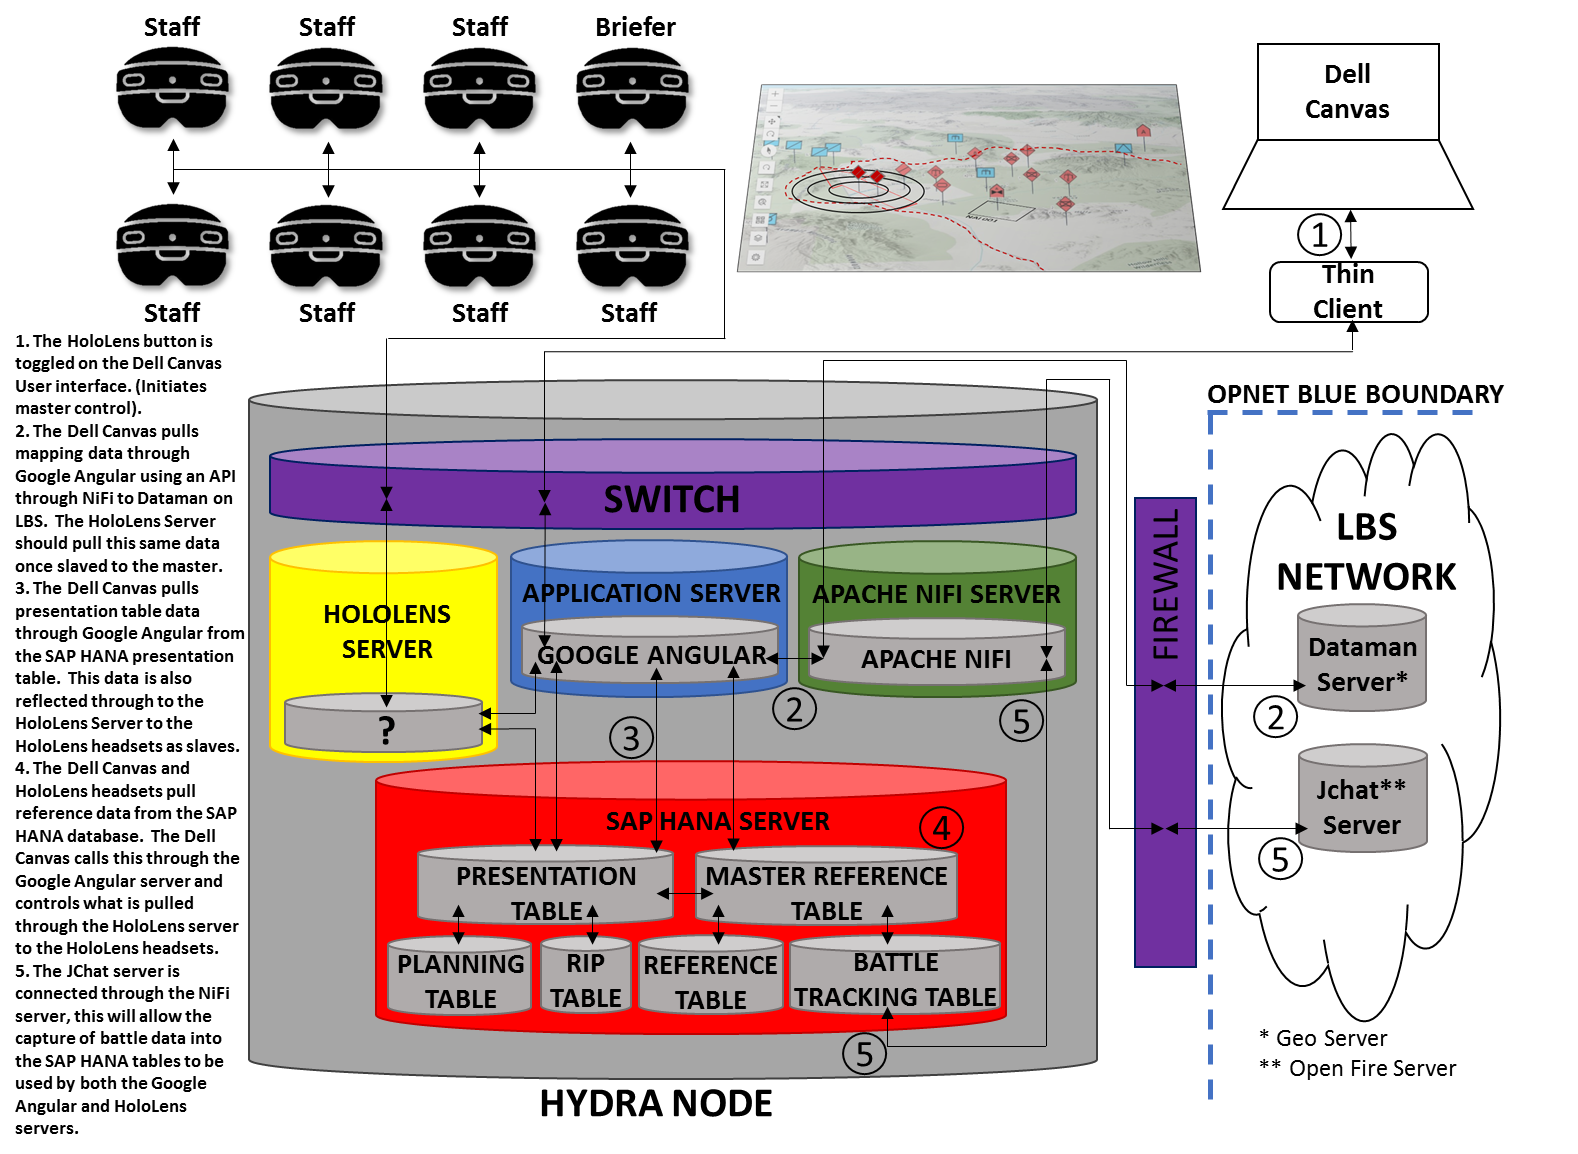 Staff
Staff
Staff
Briefer
Staff
Staff
Staff
Staff
Dell
Canvas
1
Thin
Client
NAI 001
1. The HoloLens button is
toggled on the Dell Canvas
User interface. (Initiates
master control).
2. The Dell Canvas pulls
mapping data through
Google Angular using an API
through NiFi to Dataman on
LBS. The HoloLens Server
should pull this same data
once slaved to the master.
3. The Dell Canvas pulls
presentation table data
through Google Angular from
the SAP HANA presentation
table. This data is also
reflected through to the
HoloLens Server to the
HoloLens headsets as slaves.
4. The Dell Canvas and
HoloLens headsets pull
reference data from the SAP
HANA database. The Dell
Canvas calls this through the
Google Angular server and
controls what is pulled
through the HoloLens server
to the HoloLens headsets.
5. The JChat server is
connected through the NiFi
server, this will allow the
capture of battle data into
the SAP HANA tables to be
used by both the Google
Angular and HoloLens
servers.
SWITCH
HOLOLENS
SERVER
?
APPLICATION SERVER
GOOGLE ANGULAR
APACHE NIFI SERVER
APACHE NIFI
2
3
5
SAP HANA SERVER
4
PRESENTATION
TABLE
MASTER REFERENCE
TABLE
PLANNING
TABLE
RIP
TABLE
REFERENCE
TABLE
BATTLE
TRACKING TABLE
5
HYDRA NODE
FIREWALL
OPNET BLUE BOUNDARY
LBS
NETWORK
Dataman
Server*
2
Jchat**
Server
5
* Geo Server
** Open Fire Server